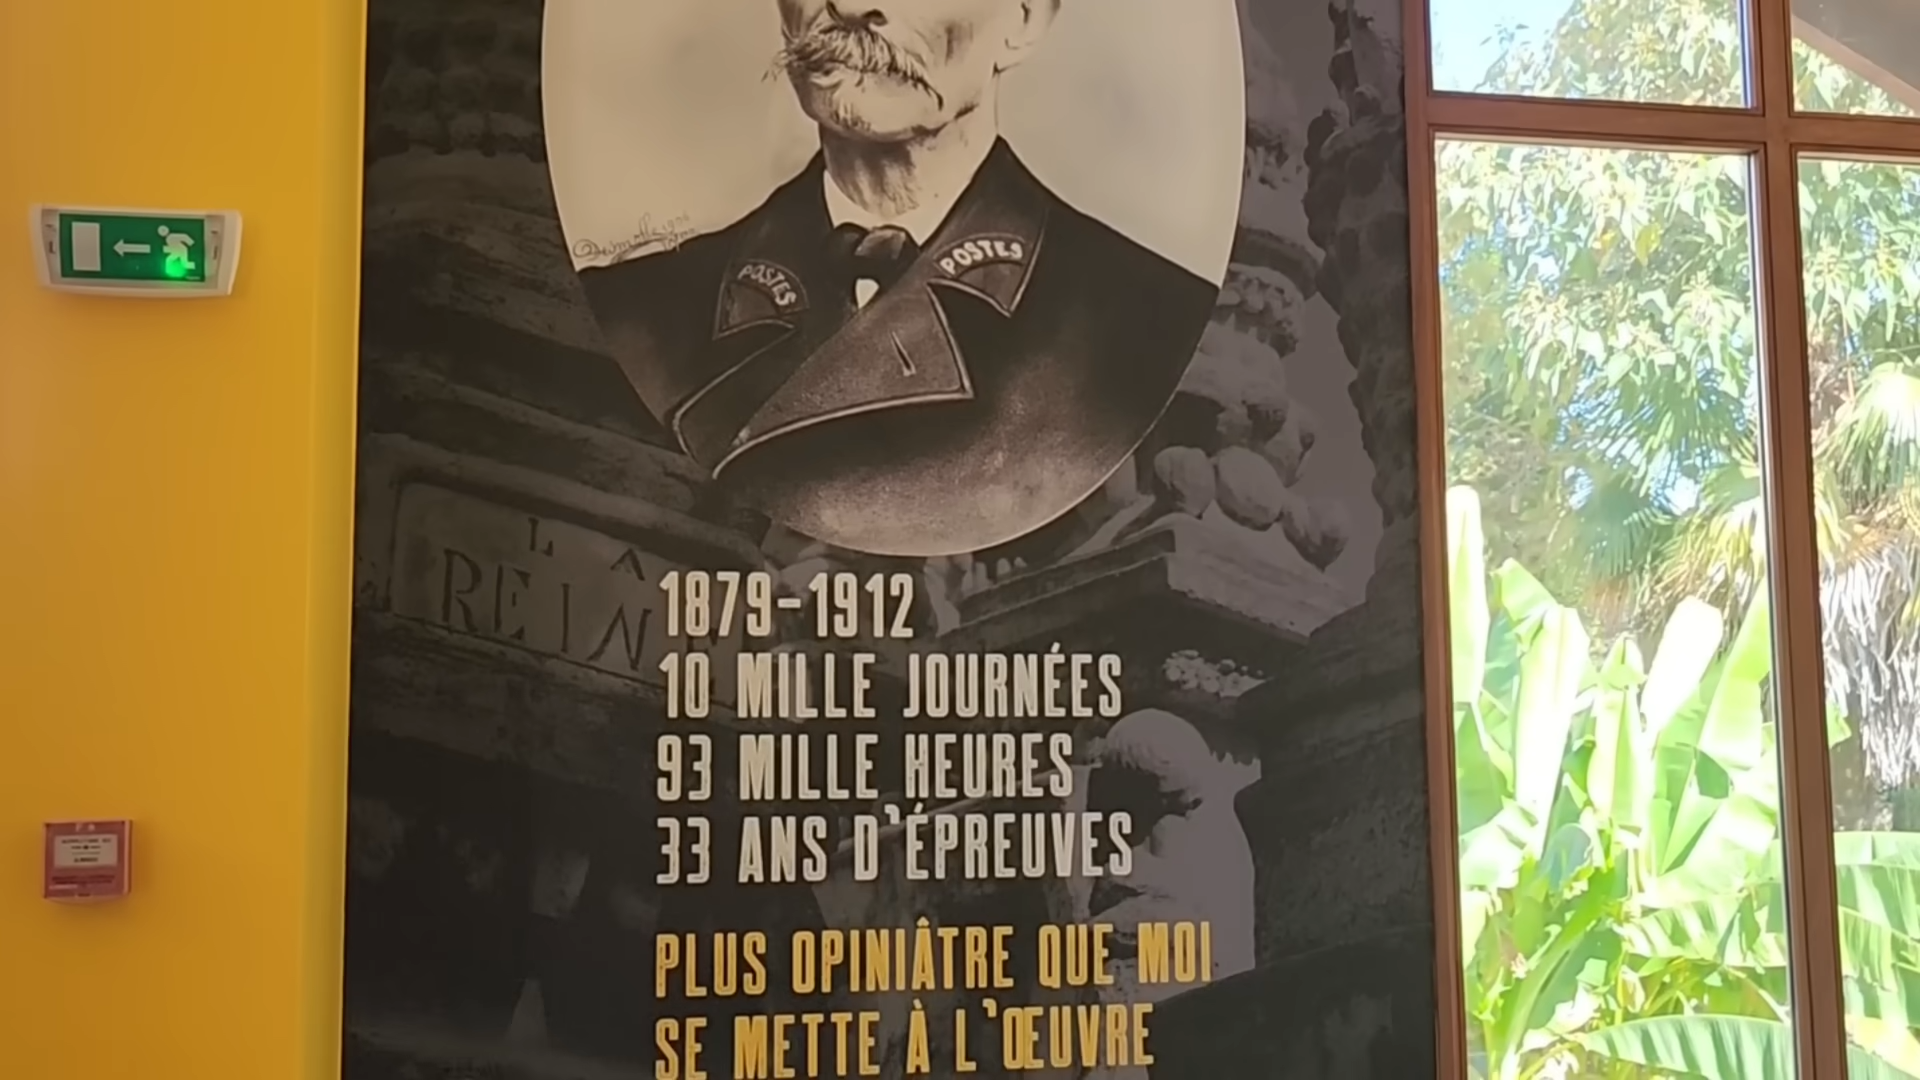 POSTES
POSTES
LA
REIN
1879-1912
10 MILLE JOURNÉES
93 MILLE HEURES
33 ANS D'ÉPREUVES
PLUS OPINIÂTRE QUE MOI
SE METTE À L'ŒUVRE